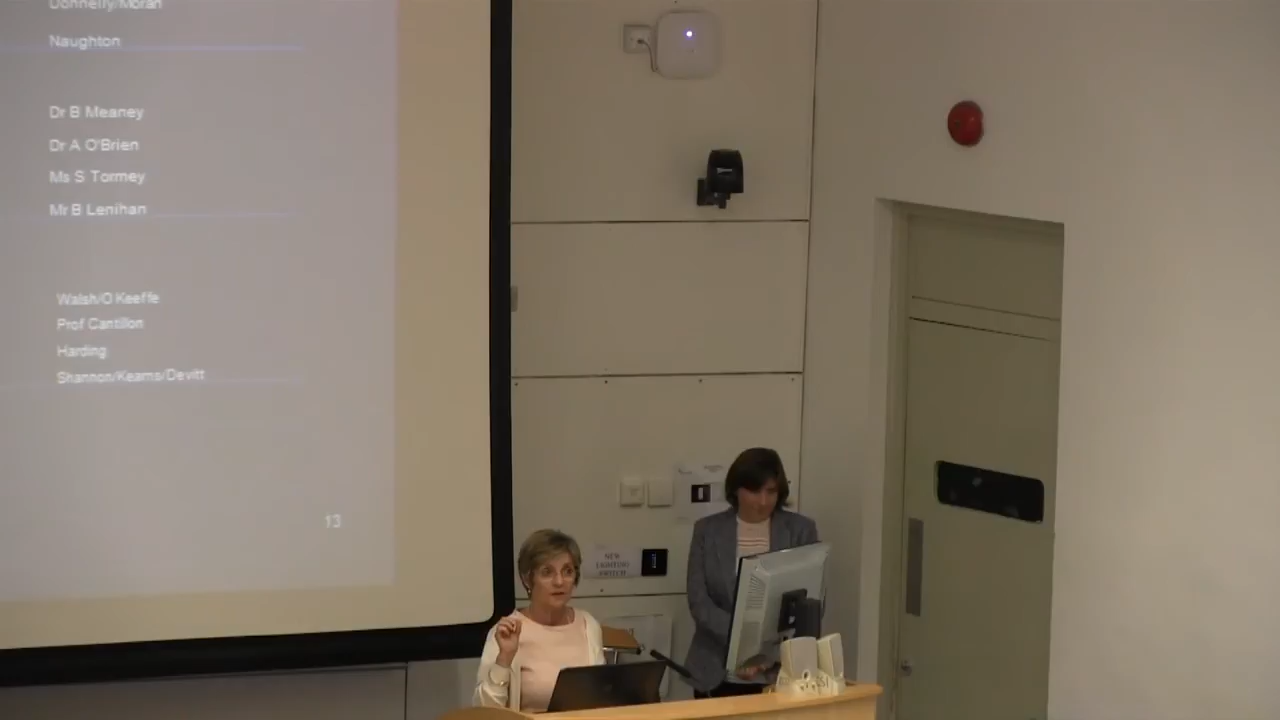 Donnelly/Moran
Naughton
Dr B Meaney
Dr A O'Brien
Ms S Tormey
Mr B Lenihan
Walsh/O Keeffe
Prof Cantillon
Harding
Shannon/Kearns/Devitt
13
NEW
LIGHTING
SWITCH